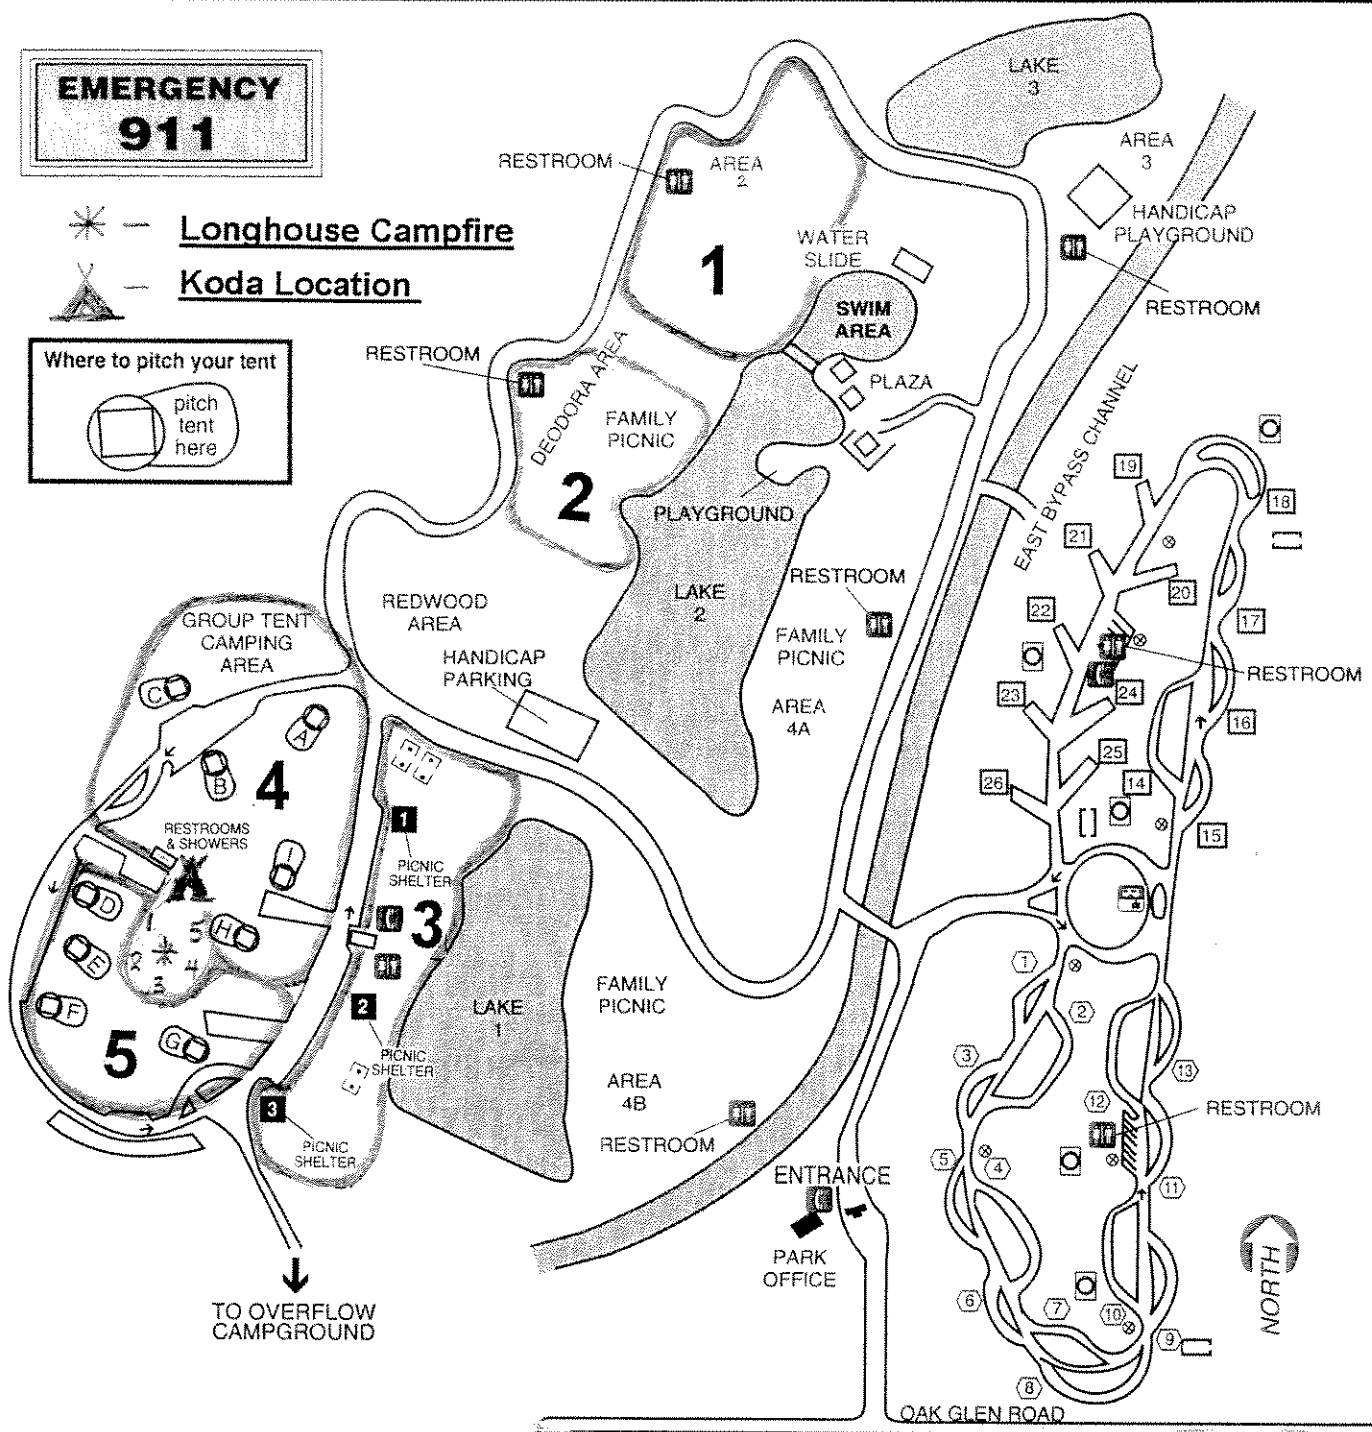 EMERGENCY
911
Longhouse Campfire
Koda Location
Where to pitch your tent
pitch
tent
here
LAKE
3
AREA
3
HANDICAP
PLAYGROUND
RESTROOM
RESTROOM
AREA
2
1
WATER
SLIDE
SWIM
AREA
PLAZA
RESTROOM
DEODORA AREA
FAMILY
PICNIC
2
PLAYGROUND
LAKE
2
RESTROOM
FAMILY
PICNIC
AREA
4A
REDWOOD
AREA
HANDICAP
PARKING
EAST BYPASS CHANNEL
GROUP TENT
CAMPING
AREA
C
A
B
4
RESTROOMS
& SHOWERS
I
D
H
E
F
G
1
5
2
4
3
5
1
PICNIC
SHELTER
3
2
PICNIC
SHELTER
3
PICNIC
SHELTER
LAKE
1
FAMILY
PICNIC
AREA
4B
RESTROOM
ENTRANCE
PARK
OFFICE
TO OVERFLOW
CAMPGROUND
19
18
21
20
22
17
RESTROOM
23
24
16
25
26
14
15
1
2
3
13
12
RESTROOM
5
4
11
6
7
10
9
8
NORTH
OAK GLEN ROAD